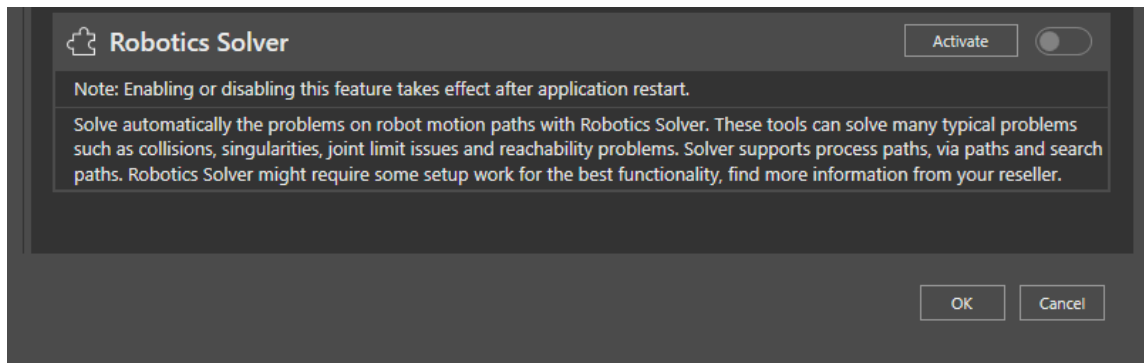 Robotics Solver
Activate
Note: Enabling or disabling this feature takes effect after application restart.
Solve automatically the problems on robot motion paths with Robotics Solver. These tools can solve many typical problems
such as collisions, singularities, joint limit issues and reachability problems. Solver supports process paths, via paths and search
paths. Robotics Solver might require some setup work for the best functionality, find more information from your reseller.
OK
Cancel